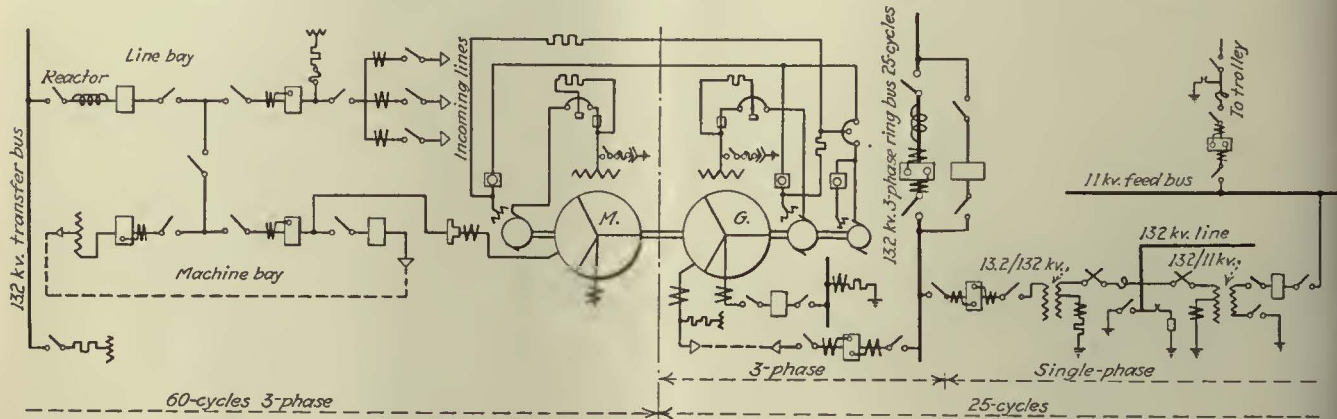 Line bay
Reactor
Incoming lines
132 kv. transfer bus
Machine bay
M.
G.
13.2 kv. 3-phase ring bus 25-cycles
To trolley
11 kv. feed bus
132 kv. line
13.2/132 kv.
132/11 kv.
3-phase
Single-phase
60-cycles 3-phase
25-cycles